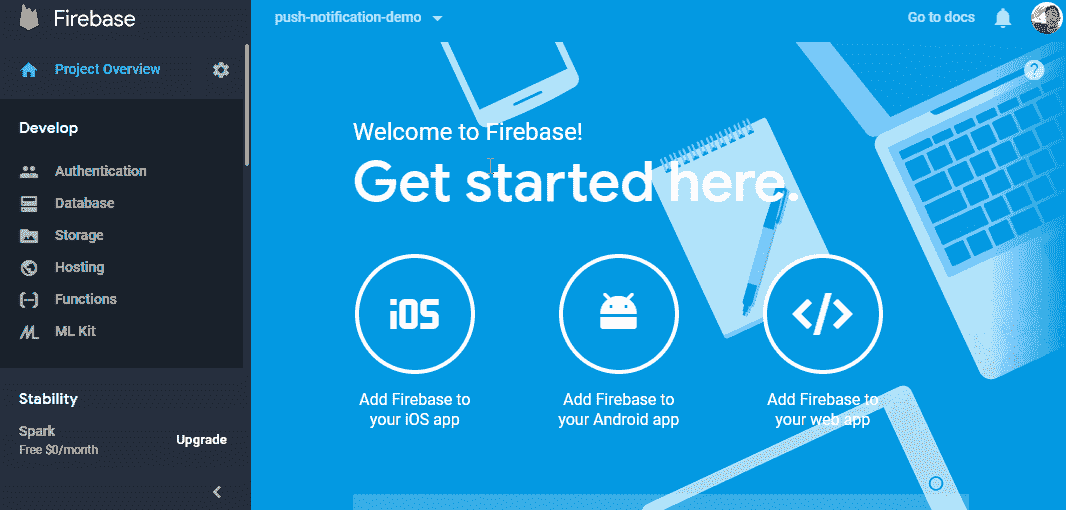 Firebase
push-notification-demo
Go to docs
?
Project Overview
Develop
Authentication
Database
Storage
Hosting
Functions
ML Kit
Stability
Spark
Free $0/month
Upgrade
Welcome to Firebase!
Get started here.
iOS
Add Firebase to
your iOS app
Add Firebase to
your Android app
Add Firebase to
your web app